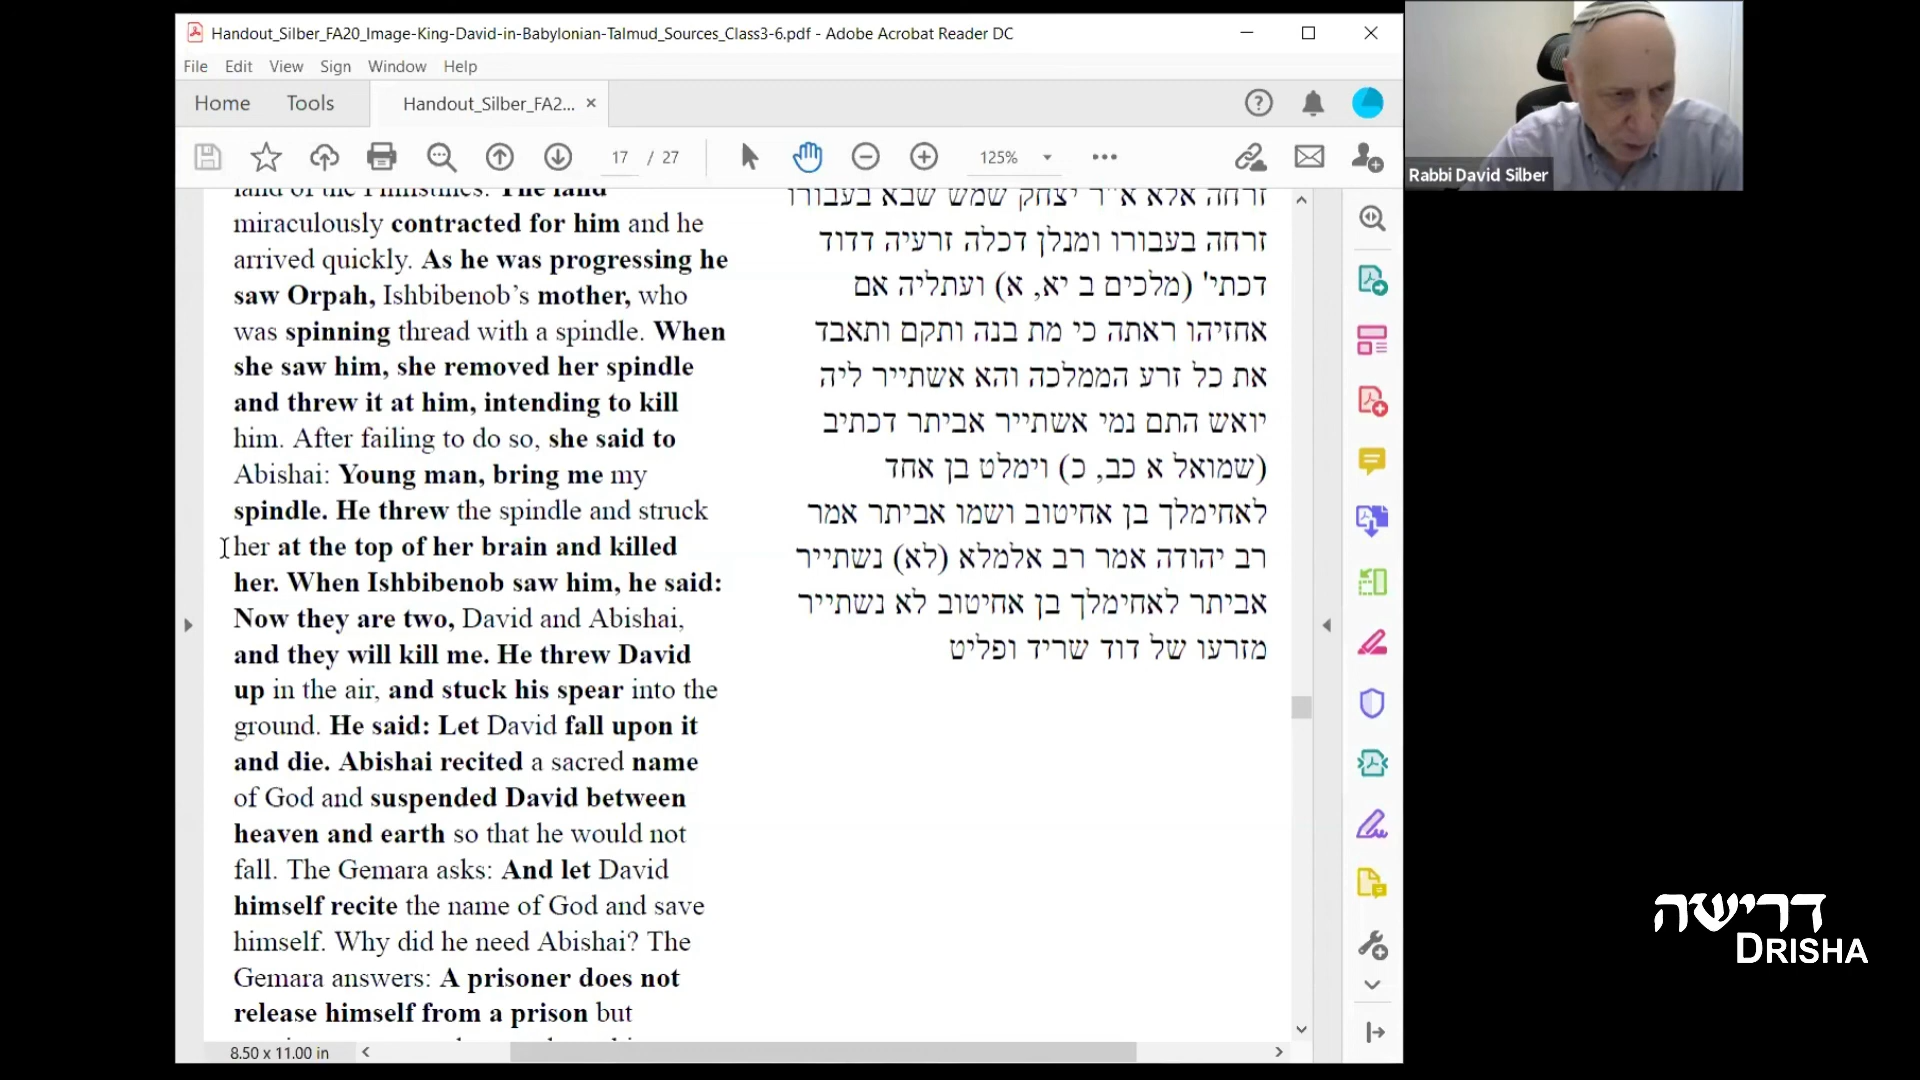 Handout_Silber_FA20_Image-King-David-in-Babylonian-Talmud_Sources_Class3-6.pdf - Adobe Acrobat Reader DC
File Edit View Sign Window Help
Home Tools Handout_Silber_FA2... ×
17 / 27 125%
Rabbi David Silber
land of the Philistines. The land
miraculously contracted for him and he
arrived quickly. As he was progressing he
saw Orpah, Ishbibenob’s mother, who
was spinning thread with a spindle. When
she saw him, she removed her spindle
and threw it at him, intending to kill
him. After failing to do so, she said to
Abishai: Young man, bring me my
spindle. He threw the spindle and struck
her at the top of her brain and killed
her. When Ishbibenob saw him, he said:
Now they are two, David and Abishai,
and they will kill me. He threw David
up in the air, and stuck his spear into the
ground. He said: Let David fall upon it
and die. Abishai recited a sacred name
of God and suspended David between
heaven and earth so that he would not
fall. The Gemara asks: And let David
himself recite the name of God and save
himself. Why did he need Abishai? The
Gemara answers: A prisoner does not
release himself from a prison but
זרחה אלא א״ר יצחק שמש שבא בעבורו
זרחה בעבורו ומנלן דכלה זרעיה דדוד
דכתי' (מלכים ב יא, א) ועתליה אם
אחזיהו ראתה כי מת בנה ותקם ותאבד
את כל זרע הממלכה והא אשתייר ליה
יואש התם נמי אשתייר אביתר דכתיב
(שמואל א כב, כ) וימלט בן אחד
לאחימלך בן אחיטוב ושמו אביתר אמר
רב יהודה אמר רב אלמלא (לא) נשתייר
אביתר לאחימלך בן אחיטוב לא נשתייר
מזרעו של דוד שריד ופליט
8.50 x 11.00 in
דרישה
DRISHA